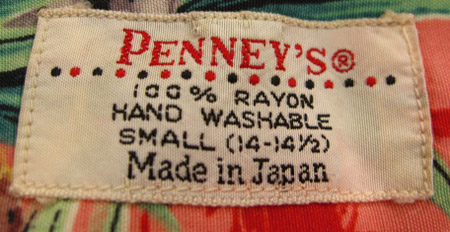 PENNEY'S®
100% RAYON
HAND WASHABLE
SMALL (14-14½)
Made in Japan